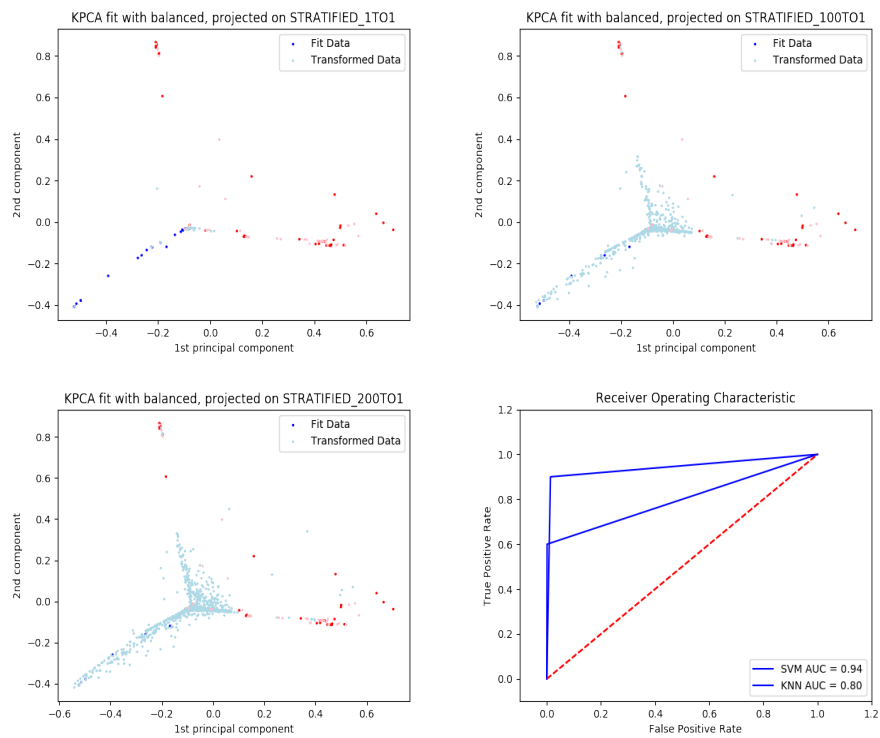 KPCA fit with balanced, projected on STRATIFIED_1TO1
Fit Data
Transformed Data
2nd component
0.8
0.6
0.4
0.2
0.0
−0.2
−0.4
−0.4 −0.2 0.0 0.2 0.4 0.6
1st principal component
KPCA fit with balanced, projected on STRATIFIED_100TO1
Fit Data
Transformed Data
2nd component
0.8
0.6
0.4
0.2
0.0
−0.2
−0.4
−0.4 −0.2 0.0 0.2 0.4 0.6
1st principal component
KPCA fit with balanced, projected on STRATIFIED_200TO1
Fit Data
Transformed Data
2nd component
0.8
0.6
0.4
0.2
0.0
−0.2
−0.4
−0.6 −0.4 −0.2 0.0 0.2 0.4 0.6
1st principal component
Receiver Operating Characteristic
True Positive Rate
1.2
1.0
0.8
0.6
0.4
0.2
0.0
SVM AUC = 0.94
KNN AUC = 0.80
0.0 0.2 0.4 0.6 0.8 1.0 1.2
False Positive Rate